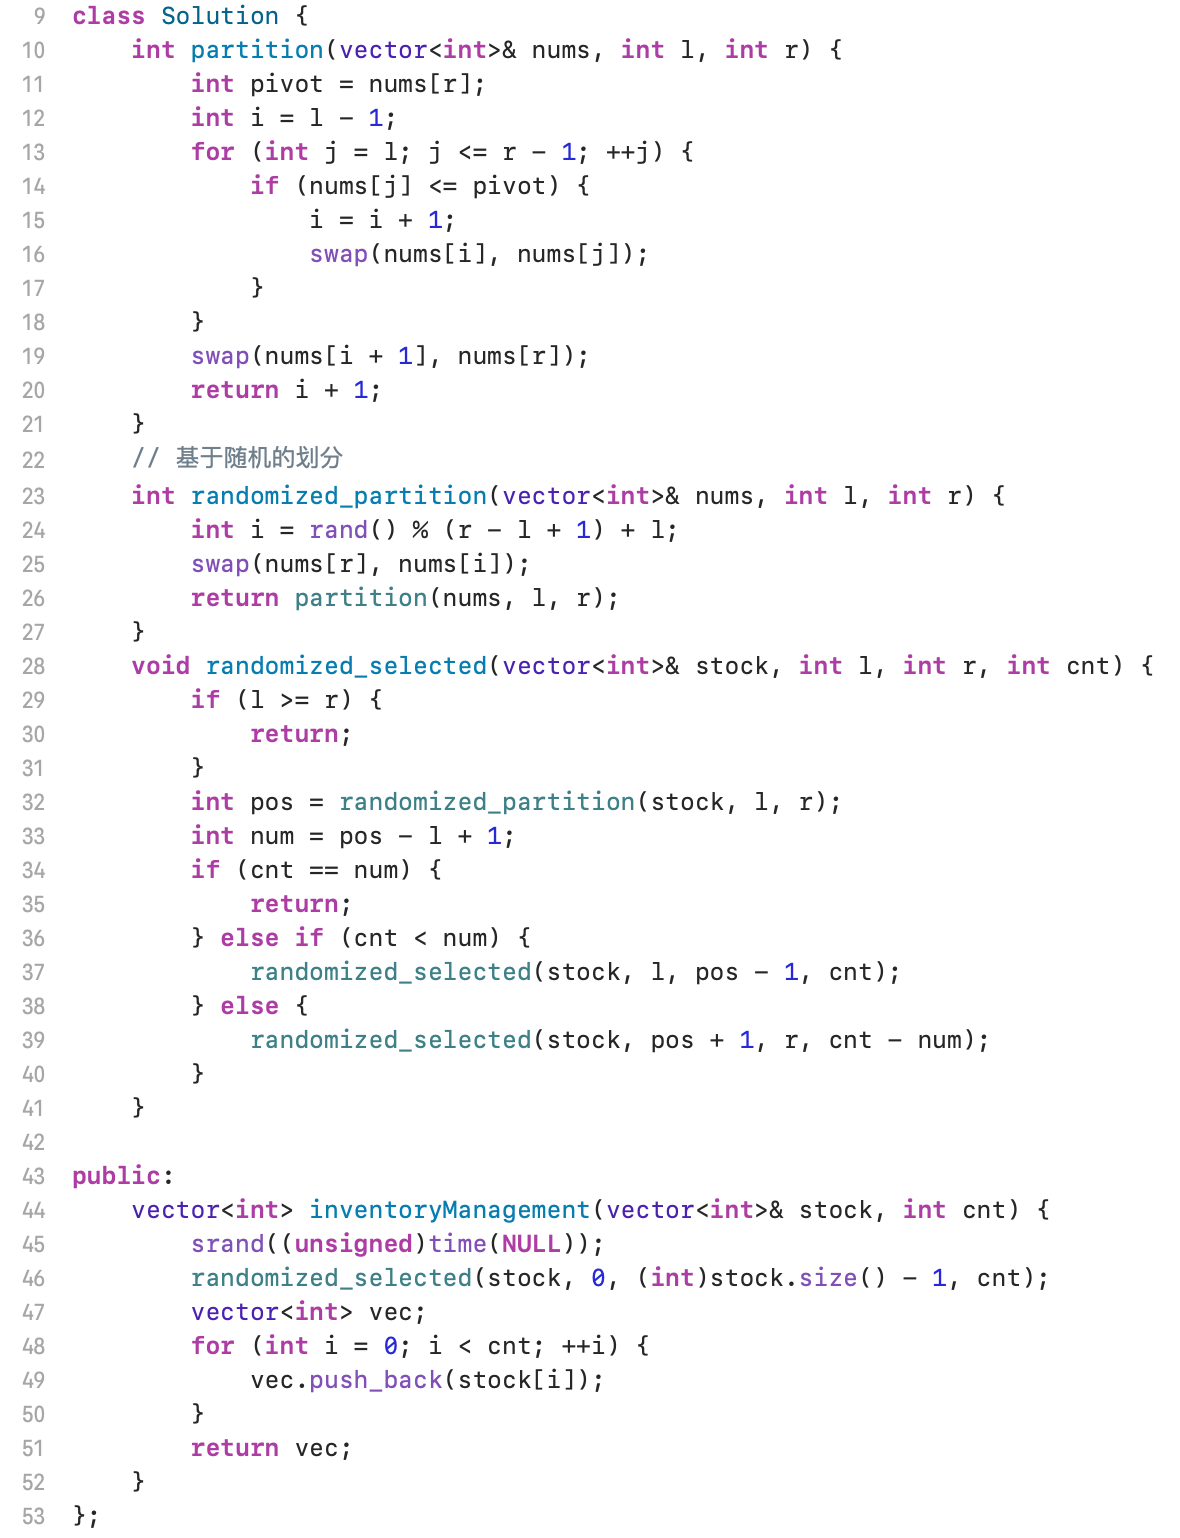 9 class Solution {
10     int partition(vector<int>& nums, int l, int r) {
11         int pivot = nums[r];
12         int i = l - 1;
13         for (int j = l; j <= r - 1; ++j) {
14             if (nums[j] <= pivot) {
15                 i = i + 1;
16                 swap(nums[i], nums[j]);
17             }
18         }
19         swap(nums[i + 1], nums[r]);
20         return i + 1;
21     }
22     // 基于随机的划分
23     int randomized_partition(vector<int>& nums, int l, int r) {
24         int i = rand() % (r - l + 1) + l;
25         swap(nums[r], nums[i]);
26         return partition(nums, l, r);
27     }
28     void randomized_selected(vector<int>& stock, int l, int r, int cnt) {
29         if (l >= r) {
30             return;
31         }
32         int pos = randomized_partition(stock, l, r);
33         int num = pos - l + 1;
34         if (cnt == num) {
35             return;
36         } else if (cnt < num) {
37             randomized_selected(stock, l, pos - 1, cnt);
38         } else {
39             randomized_selected(stock, pos + 1, r, cnt - num);
40         }
41     }
42
43 public:
44     vector<int> inventoryManagement(vector<int>& stock, int cnt) {
45         srand((unsigned)time(NULL));
46         randomized_selected(stock, 0, (int)stock.size() - 1, cnt);
47         vector<int> vec;
48         for (int i = 0; i < cnt; ++i) {
49             vec.push_back(stock[i]);
50         }
51         return vec;
52     }
53 };